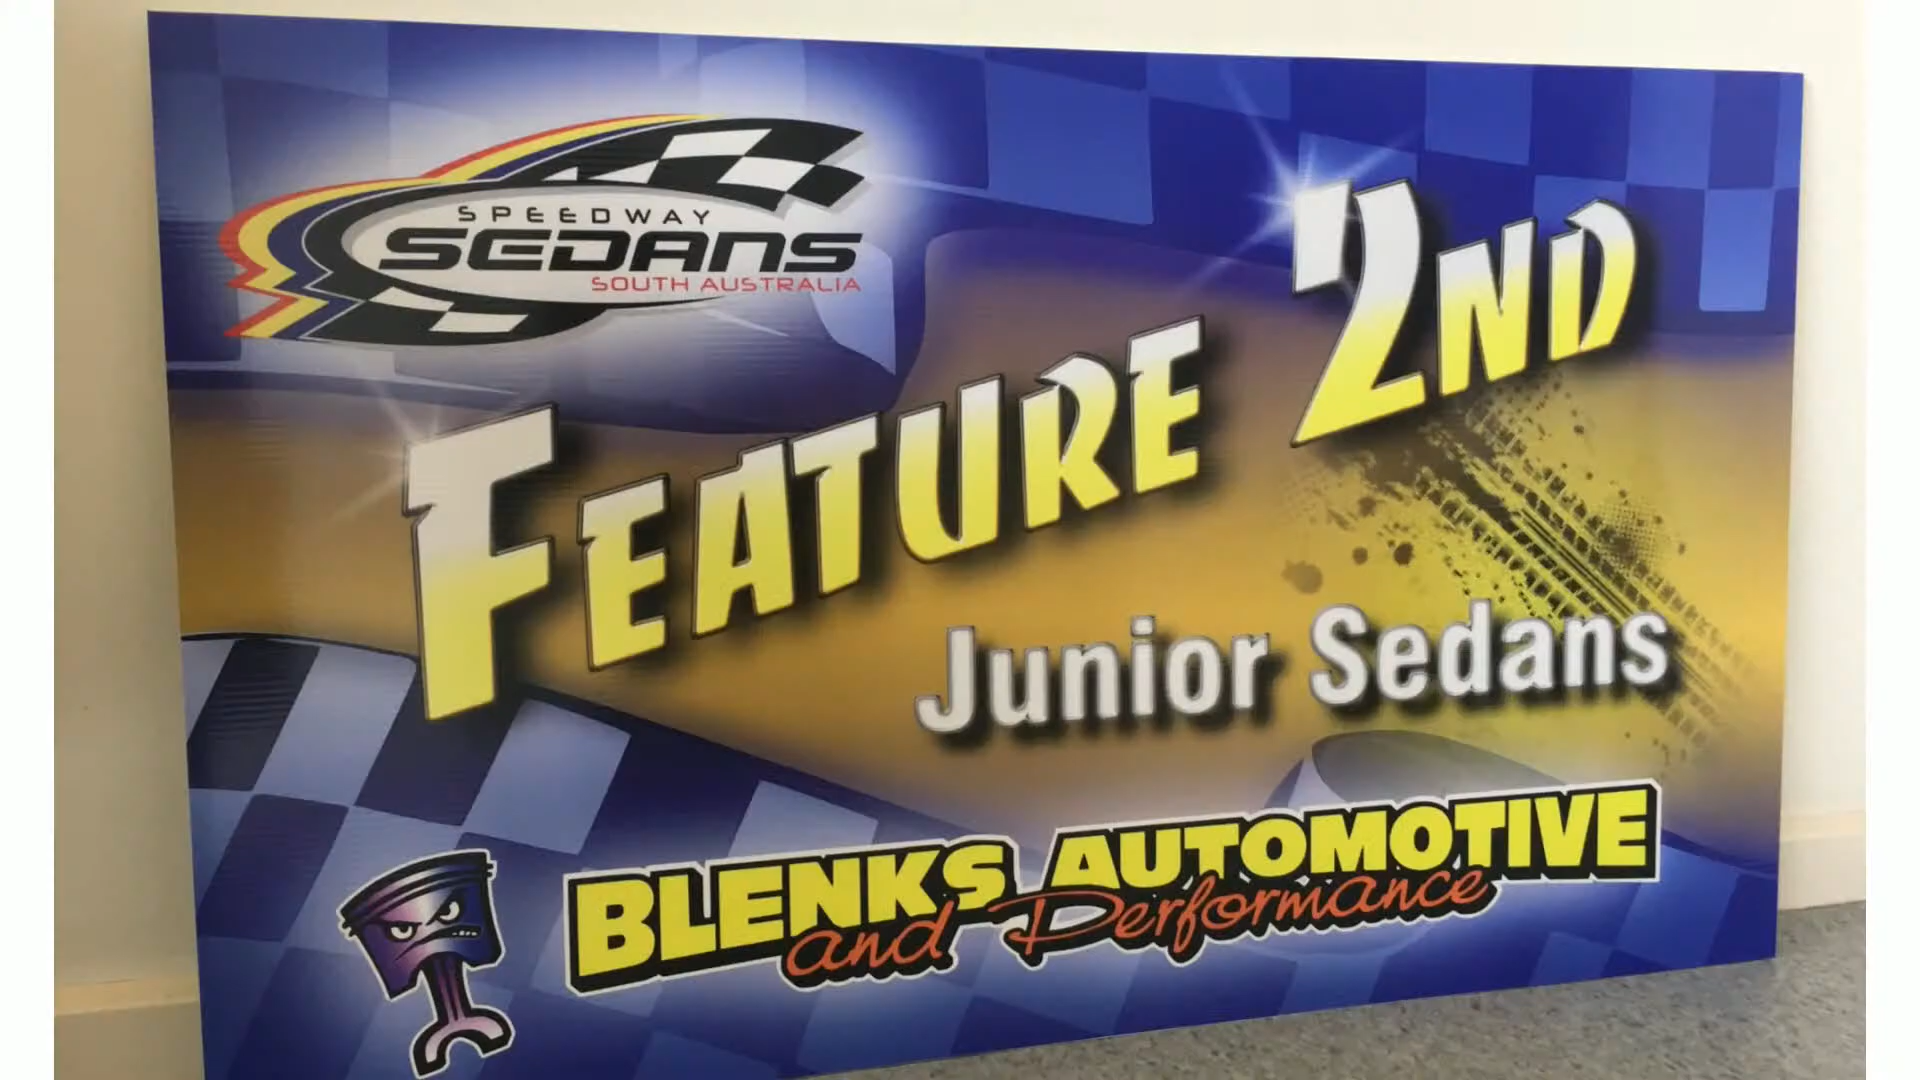 SPEEDWAY
SEDANS
SOUTH AUSTRALIA
FEATURE 2ND
Junior Sedans
BLENKS AUTOMOTIVE
and Performance